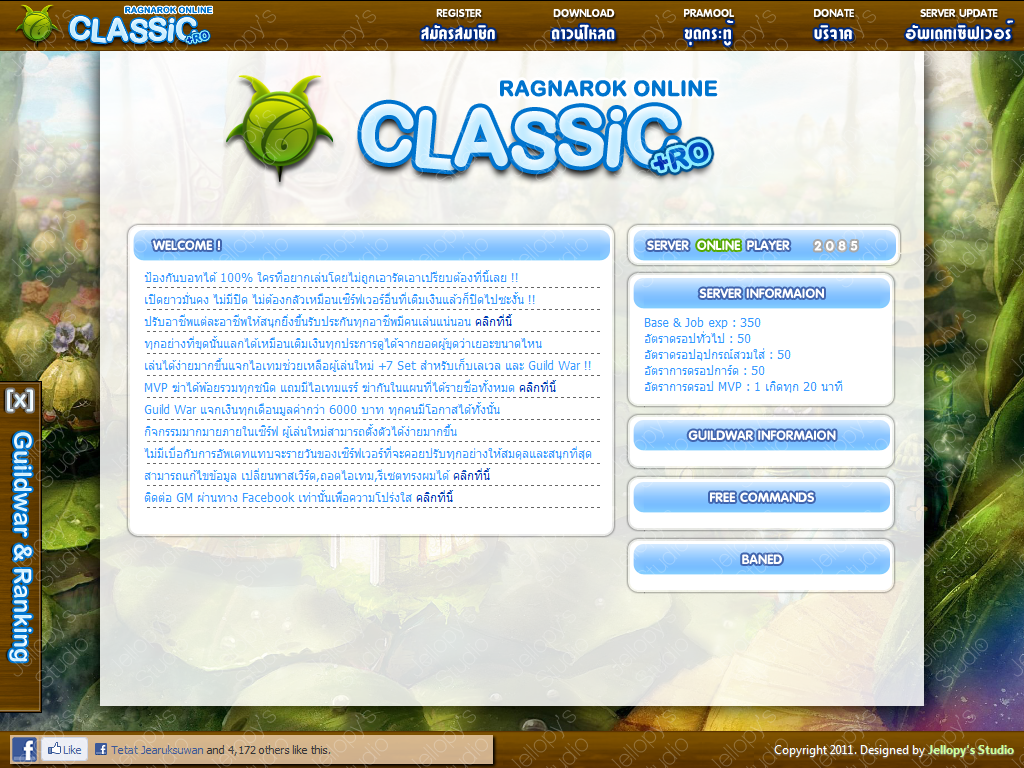 RAGNAROK ONLINE
CLASSiC +RO
REGISTER
สมัครสมาชิก
DOWNLOAD
ดาวน์โหลด
PRAMOOL
ขุดกระทู้
DONATE
บริจาค
SERVER UPDATE
อัพเดทเซิฟเวอร์
RAGNAROK ONLINE
CLASSiC +RO
WELCOME !
ป้องกันบอทได้ 100% ใครที่อยากเล่นโดยไม่ถูกเอารัดเอาเปรียบต้องที่นี้เลย !!
เปิดยาวมั่นคง ไม่มีปิด ไม่ต้องกลัวเหมือนเซิร์ฟเวอร์อื่นที่เติมเงินแล้วก็ปิดไปซะงั้น !!
ปรับอาชีพแต่ละอาชีพให้สนุกยิ่งขึ้นรับประกันทุกอาชีพมีคนเล่นแน่นอน คลิกที่นี้
ทุกอย่างที่ขุดนั้นแลกได้เหมือนเติมเงินทุกประการดูได้จากยอดผู้ขุดว่าเยอะขนาดไหน
เล่นได้ง่ายมากขึ้นแจกไอเทมช่วยเหลือผู้เล่นใหม่ +7 Set สำหรับเก็บเลเวล และ Guild War !!
MVP ฆ่าได้พ้อยรวมทุกชนิด แถมมีไอเทมแรร์ ฆ่ากันในแผนที่ได้รายชื่อทั้งหมด คลิกที่นี้
Guild War แจกเงินทุกเดือนมูลค่ากว่า 6000 บาท ทุกคนมีโอกาสได้ทั้งนั้น
กิจกรรมมากมายภายในเซิร์ฟ ผู้เล่นใหม่สามารถตั้งตัวได้ง่ายมากขึ้น
ไม่มีเบื่อกับการอัพเดทแทบจะรายวันของเซิร์ฟเวอร์ที่จะคอยปรับทุกอย่างให้สมดุลและสนุกที่สุด
สามารถแก้ไขข้อมูล เปลี่ยนพาสเวิร์ด,ถอดไอเทม,รีเซตทรงผมได้ คลิกที่นี้
ติดต่อ GM ผ่านทาง Facebook เท่านั้นเพื่อความโปร่งใส คลิกที่นี้
SERVER ONLINE PLAYER 2085
SERVER INFORMAION
Base & Job exp : 350
อัตราดรอปทั่วไป : 50
อัตราดรอปอุปกรณ์สวมใส่ : 50
อัตราการดรอปการ์ด : 50
อัตราการดรอป MVP : 1 เกิดทุก 20 นาที
GUILDWAR INFORMAION
FREE COMMANDS
BANED
[X]
Guildwar & Ranking
Like
Tetat Jearuksuwan and 4,172 others like this.
Copyright 2011. Designed by Jellopy's Studio